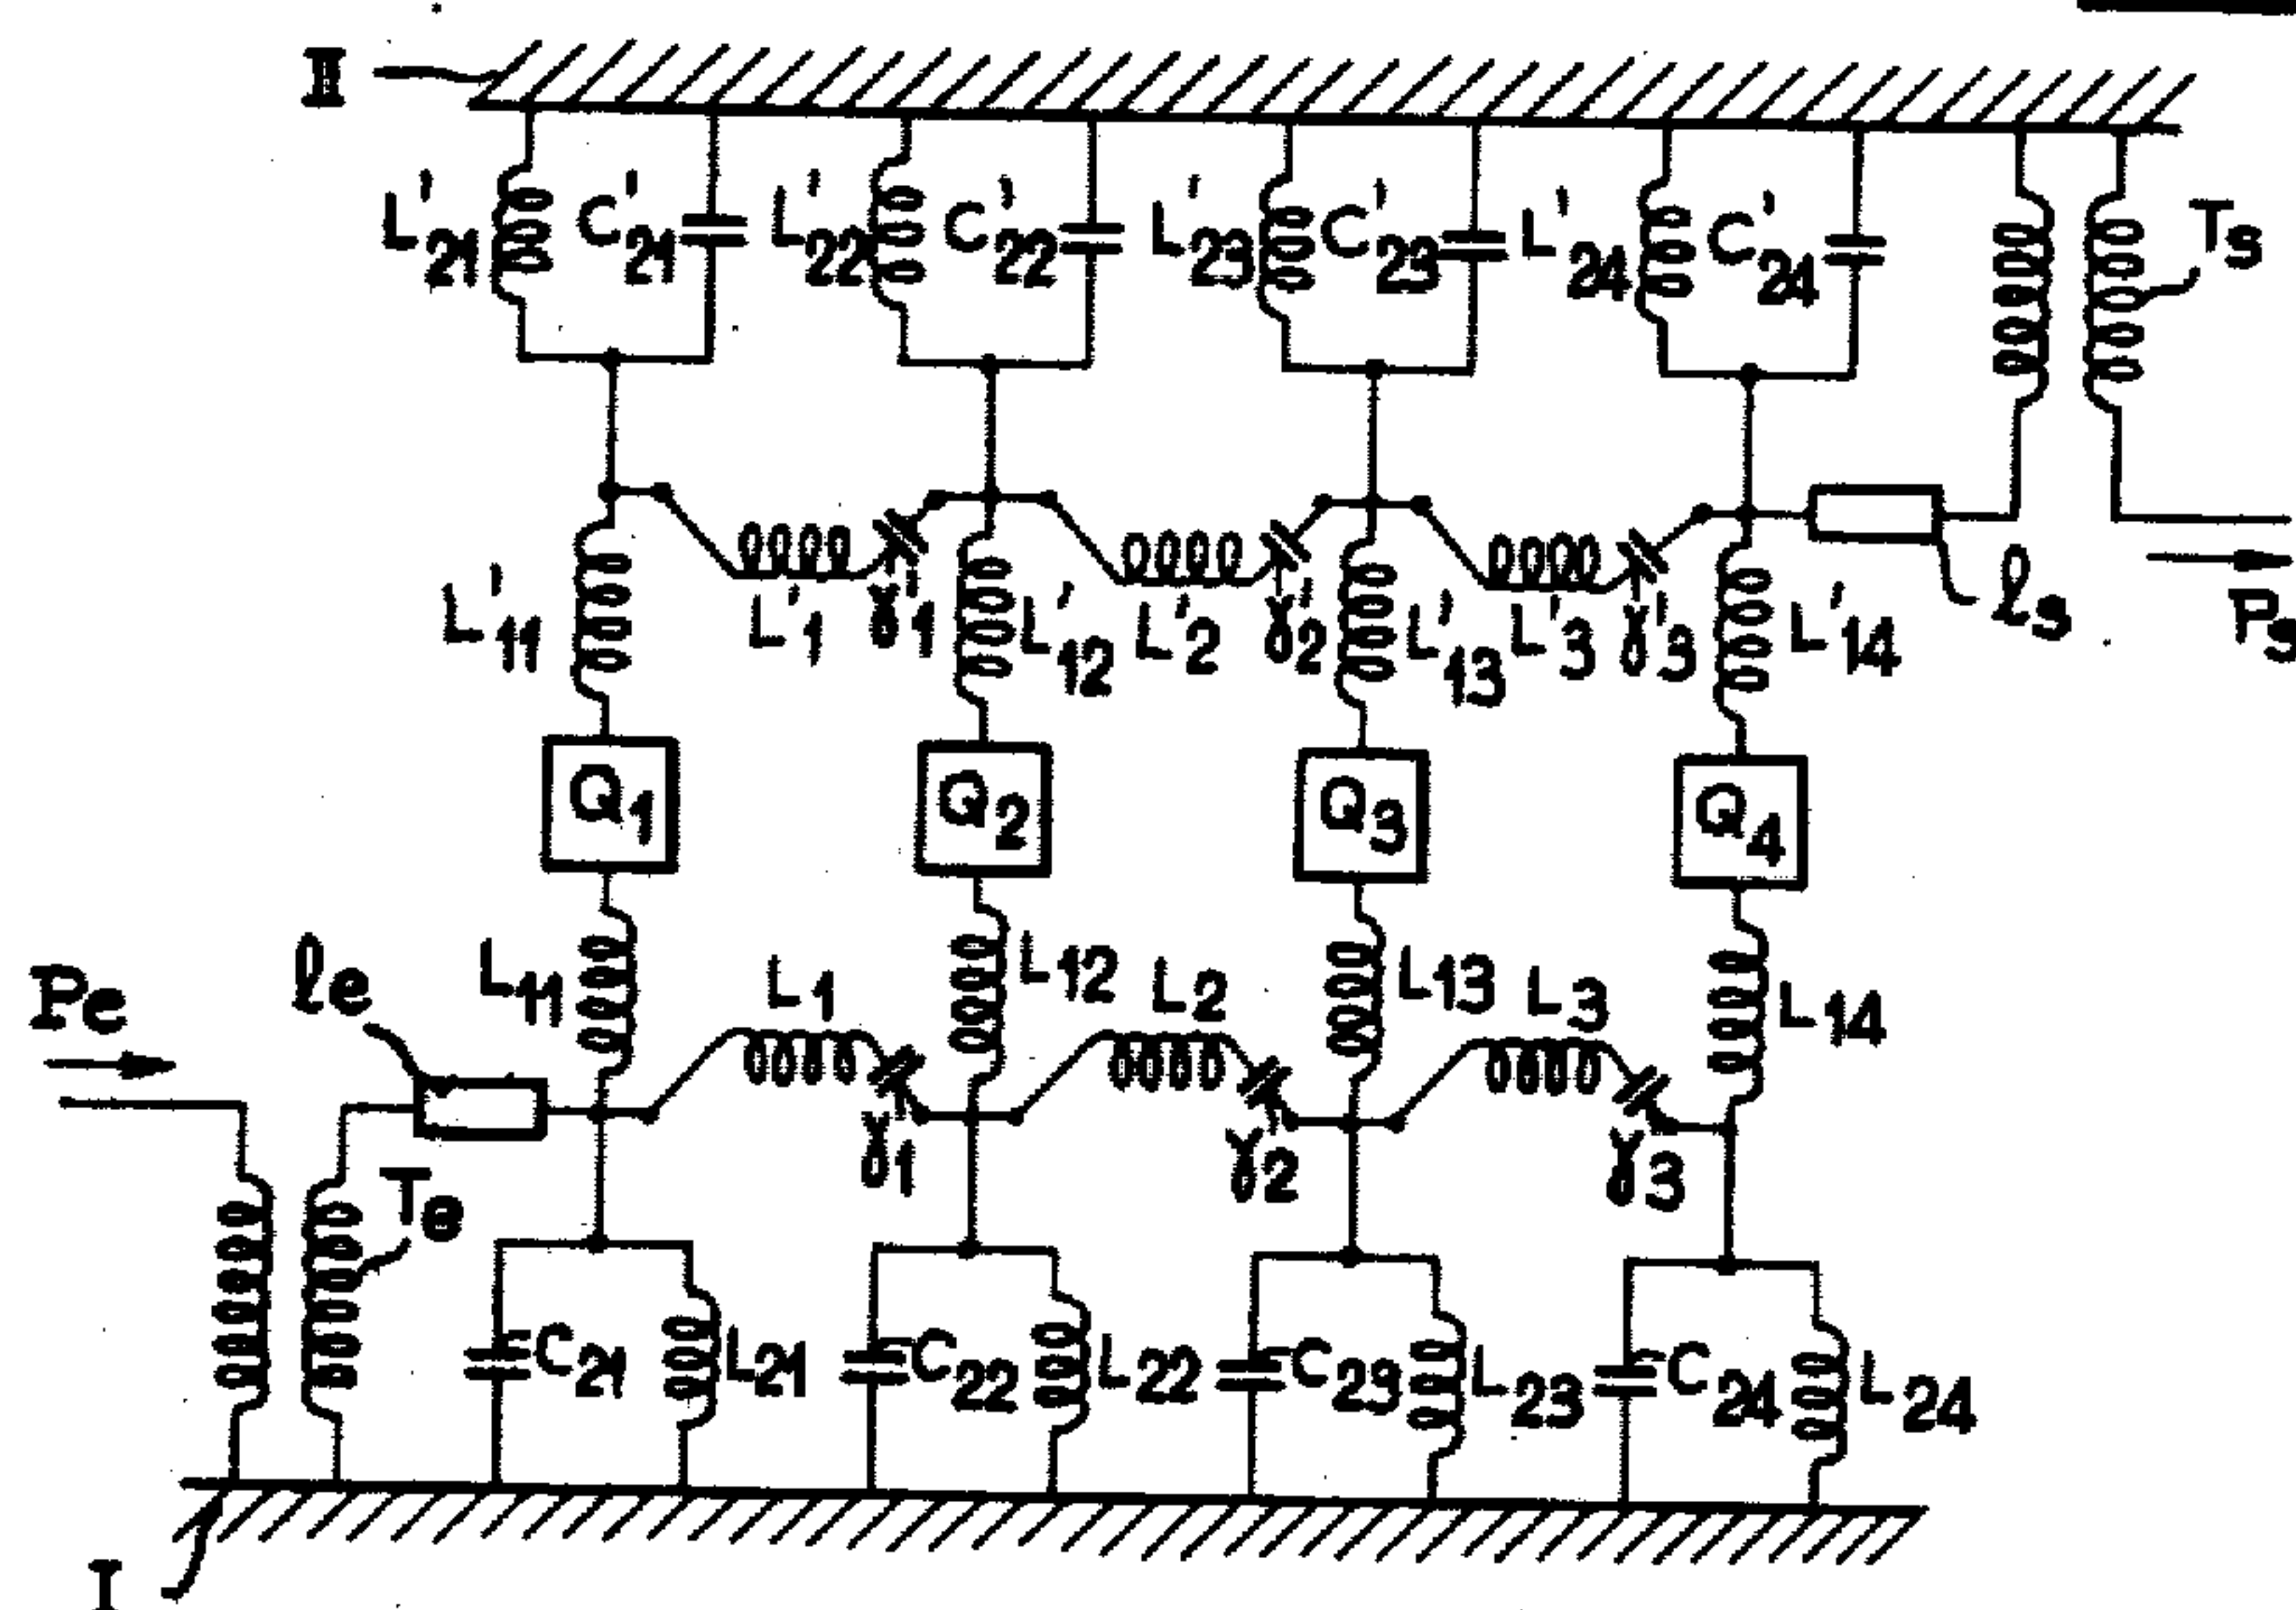 II
L'21 C'21 L'22 C'22 L'23 C'23 L'24 C'24 Ts
L'11 L'1 γ'1 L'12 L'2 γ'2 L'13 L'3 γ'3 L'14 ℓs Ps
Q1 Q2 Q3 Q4
Pe ℓe L11 L1 L12 L2 L13 L3 L14
Te γ1 γ2 γ3
C21 L21 C22 L22 C23 L23 C24 L24
I